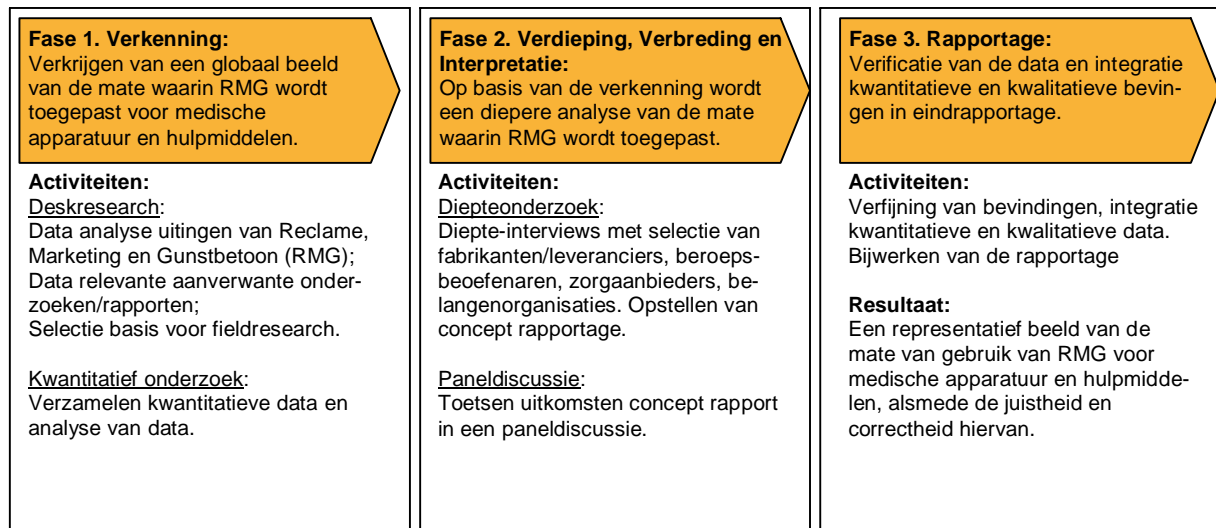 Fase 1. Verkenning:
Verkrijgen van een globaal beeld
van de mate waarin RMG wordt
toegepast voor medische
apparatuur en hulpmiddelen.
Activiteiten:
Deskresearch:
Data analyse uitingen van Reclame,
Marketing en Gunstbetoon (RMG);
Data relevante aanverwante onder-
zoeken/rapporten;
Selectie basis voor fieldresearch.
Kwantitatief onderzoek:
Verzamelen kwantitatieve data en
analyse van data.
Fase 2. Verdieping, Verbreding en
Interpretatie:
Op basis van de verkenning wordt
een diepere analyse van de mate
waarin RMG wordt toegepast.
Activiteiten:
Diepteonderzoek:
Diepte-interviews met selectie van
fabrikanten/leveranciers, beroeps-
beoefenaren, zorgaanbieders, be-
langenorganisaties. Opstellen van
concept rapportage.
Paneldiscussie:
Toetsen uitkomsten concept rapport
in een paneldiscussie.
Fase 3. Rapportage:
Verificatie van de data en integratie
kwantitatieve en kwalitatieve bevin-
gen in eindrapportage.
Activiteiten:
Verfijning van bevindingen, integratie
kwantitatieve en kwalitatieve data.
Bijwerken van de rapportage
Resultaat:
Een representatief beeld van de
mate van gebruik van RMG voor
medische apparatuur en hulpmidde-
len, alsmede de juistheid en
correctheid hiervan.